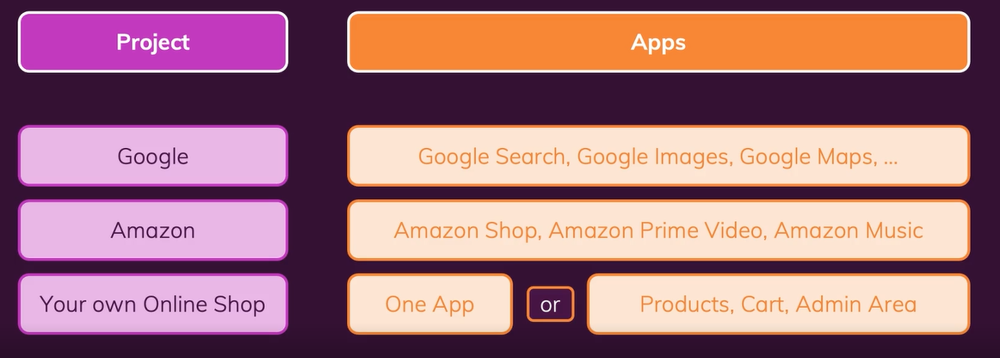 Project
Apps
Google
Google Search, Google Images, Google Maps, ...
Amazon
Amazon Shop, Amazon Prime Video, Amazon Music
Your own Online Shop
One App
or
Products, Cart, Admin Area